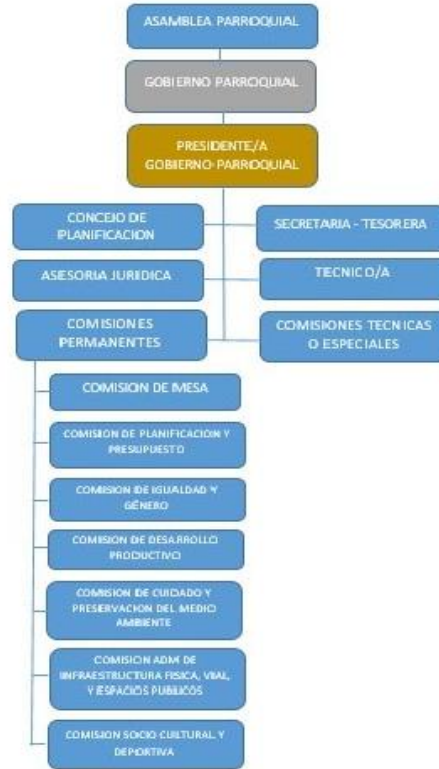 ASAMBLEA PARROQUIAL
GOBIERNO PARROQUIAL
PRESIDENTE/A
GOBIERNO PARROQUIAL
CONCEJO DE
PLANIFICACION
SECRETARIA - TESORERA
ASESORIA JURIDICA
TECNICO/A
COMISIONES
PERMANENTES
COMISIONES TECNICAS
O ESPECIALES
COMISION DE MESA
COMISION DE PLANIFICACION Y
PRESUPUESTO
COMISION DE IGUALDAD Y
GÉNERO
COMISION DE DESARROLLO
PRODUCTIVO
COMISION DE CUIDADO Y
PRESERVACION DEL MEDIO
AMBIENTE
COMISION ADM DE
INFRAESTRUCTURA FISICA, VIAL,
Y ESPACIOS PUBLICOS
COMISION SOCIO CULTURAL Y
DEPORTIVA